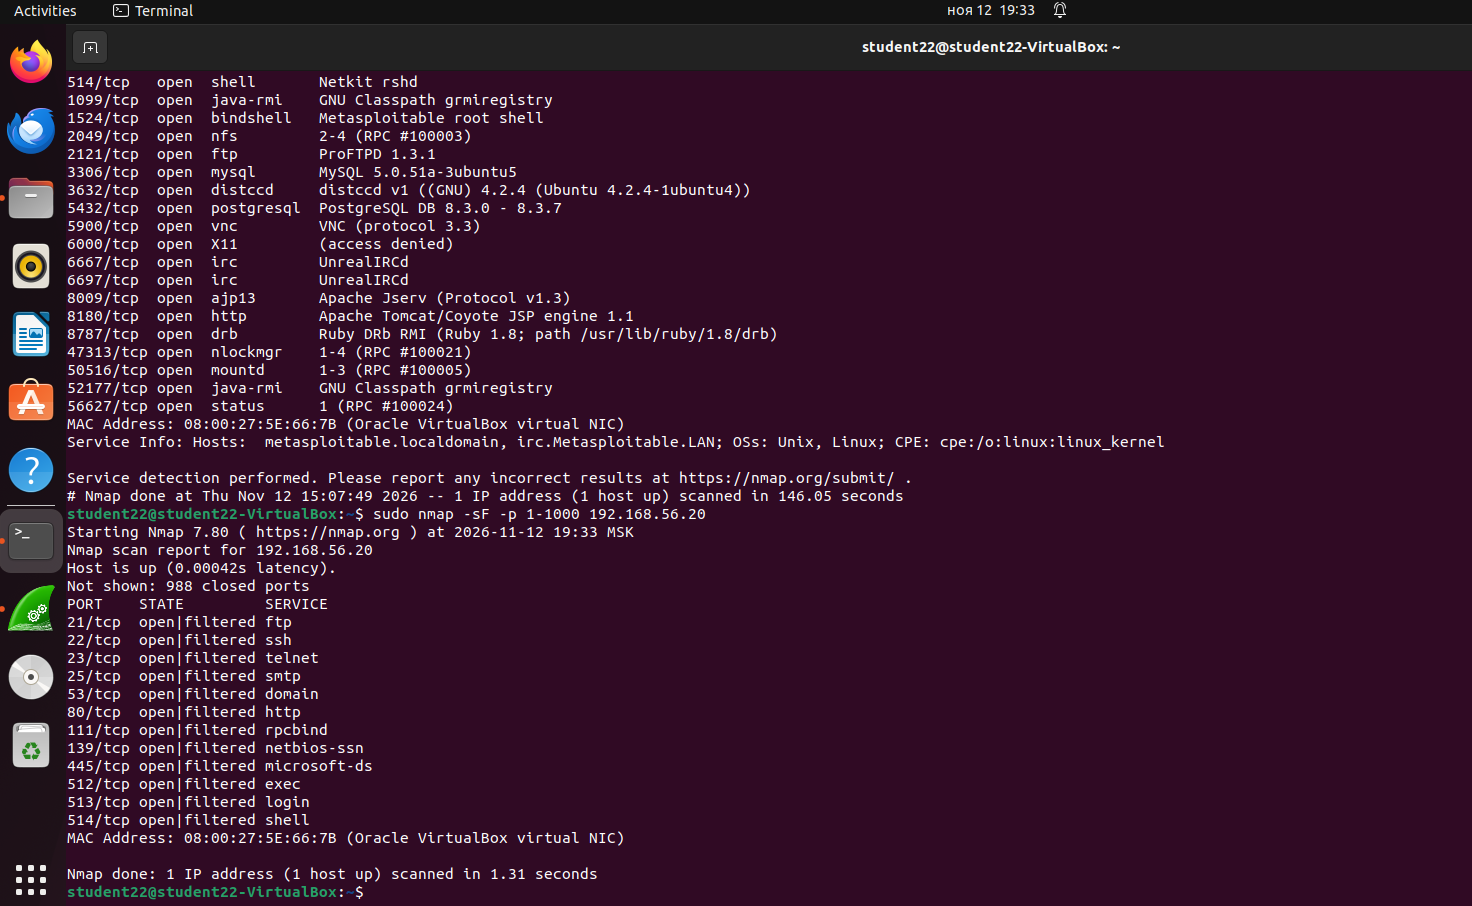 Activities Terminal ноя 12 19:33
student22@student22-VirtualBox: ~
514/tcp open shell Netkit rshd
1099/tcp open java-rmi GNU Classpath grmiregistry
1524/tcp open bindshell Metasploitable root shell
2049/tcp open nfs 2-4 (RPC #100003)
2121/tcp open ftp ProFTPD 1.3.1
3306/tcp open mysql MySQL 5.0.51a-3ubuntu5
3632/tcp open distccd distccd v1 ((GNU) 4.2.4 (Ubuntu 4.2.4-1ubuntu4))
5432/tcp open postgresql PostgreSQL DB 8.3.0 - 8.3.7
5900/tcp open vnc VNC (protocol 3.3)
6000/tcp open X11 (access denied)
6667/tcp open irc UnrealIRCd
6697/tcp open irc UnrealIRCd
8009/tcp open ajp13 Apache Jserv (Protocol v1.3)
8180/tcp open http Apache Tomcat/Coyote JSP engine 1.1
8787/tcp open drb Ruby DRb RMI (Ruby 1.8; path /usr/lib/ruby/1.8/drb)
47313/tcp open nlockmgr 1-4 (RPC #100021)
50516/tcp open mountd 1-3 (RPC #100005)
52177/tcp open java-rmi GNU Classpath grmiregistry
56627/tcp open status 1 (RPC #100024)
MAC Address: 08:00:27:5E:66:7B (Oracle VirtualBox virtual NIC)
Service Info: Hosts:  metasploitable.localdomain, irc.Metasploitable.LAN; OSs: Unix, Linux; CPE: cpe:/o:linux:linux_kernel
Service detection performed. Please report any incorrect results at https://nmap.org/submit/ .
# Nmap done at Thu Nov 12 15:07:49 2026 -- 1 IP address (1 host up) scanned in 146.05 seconds
student22@student22-VirtualBox:~$ sudo nmap -sF -p 1-1000 192.168.56.20
Starting Nmap 7.80 ( https://nmap.org ) at 2026-11-12 19:33 MSK
Nmap scan report for 192.168.56.20
Host is up (0.00042s latency).
Not shown: 988 closed ports
PORT STATE SERVICE
21/tcp open|filtered ftp
22/tcp open|filtered ssh
23/tcp open|filtered telnet
25/tcp open|filtered smtp
53/tcp open|filtered domain
80/tcp open|filtered http
111/tcp open|filtered rpcbind
139/tcp open|filtered netbios-ssn
445/tcp open|filtered microsoft-ds
512/tcp open|filtered exec
513/tcp open|filtered login
514/tcp open|filtered shell
MAC Address: 08:00:27:5E:66:7B (Oracle VirtualBox virtual NIC)
Nmap done: 1 IP address (1 host up) scanned in 1.31 seconds
student22@student22-VirtualBox:~$